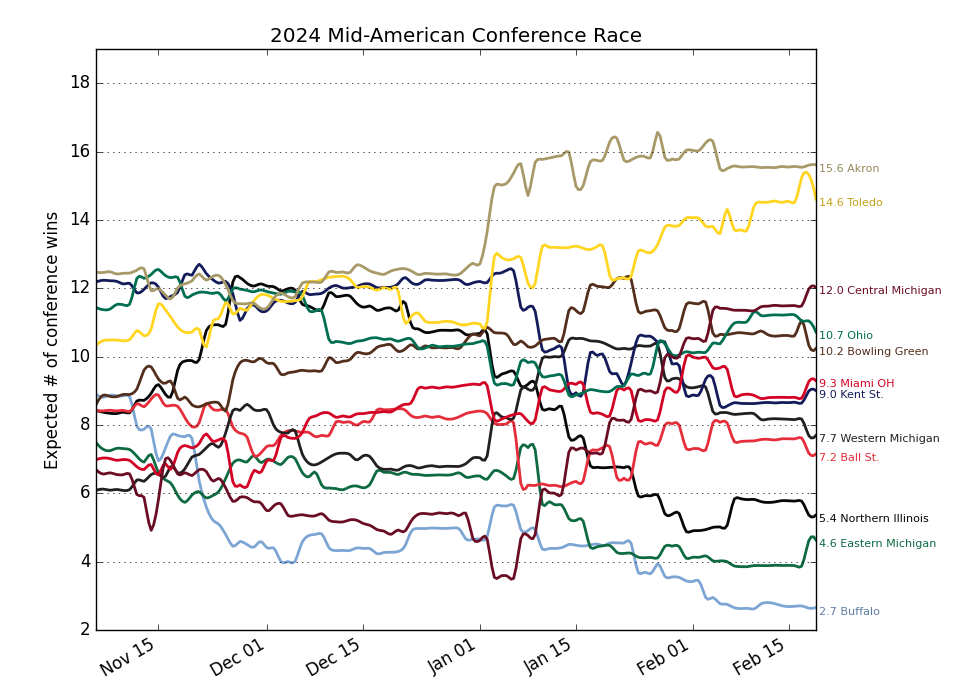 2024 Mid-American Conference Race
Expected # of conference wins
18
16
14
12
10
8
6
4
2
Nov 15
Dec 01
Dec 15
Jan 01
Jan 15
Feb 01
Feb 15
15.6 Akron
14.6 Toledo
12.0 Central Michigan
10.7 Ohio
10.2 Bowling Green
9.3 Miami OH
9.0 Kent St.
7.7 Western Michigan
7.2 Ball St.
5.4 Northern Illinois
4.6 Eastern Michigan
2.7 Buffalo